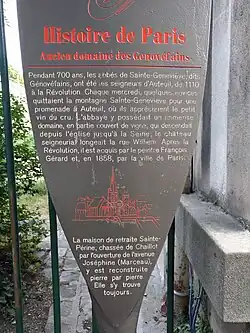 Histoire de Paris
Ancien domaine des Génovéfains
Pendant 700 ans, les abbés de Sainte-Geneviève, dits
Génovéfains, ont été les seigneurs d'Auteuil, de 1110
à la Révolution. Chaque mercredi, quelques novices
quittaient la montagne Sainte-Geneviève pour une
promenade à Auteuil, où ils appréciaient le petit
vin du cru. L'abbaye y possédait un immense
domaine, en partie couvert de vigne, qui descendait
depuis l'église jusqu'à la Seine; le château
seigneurial longeait la rue Wilhem. Après la
Révolution, il est acquis par le peintre François
Gérard et, en 1858, par la ville de Paris.
La maison de retraite Sainte-
Périne, chassée de Chaillot
par l'ouverture de l'avenue
Joséphine (Marceau),
y est reconstruite
pierre par pierre.
Elle s'y trouve
toujours.